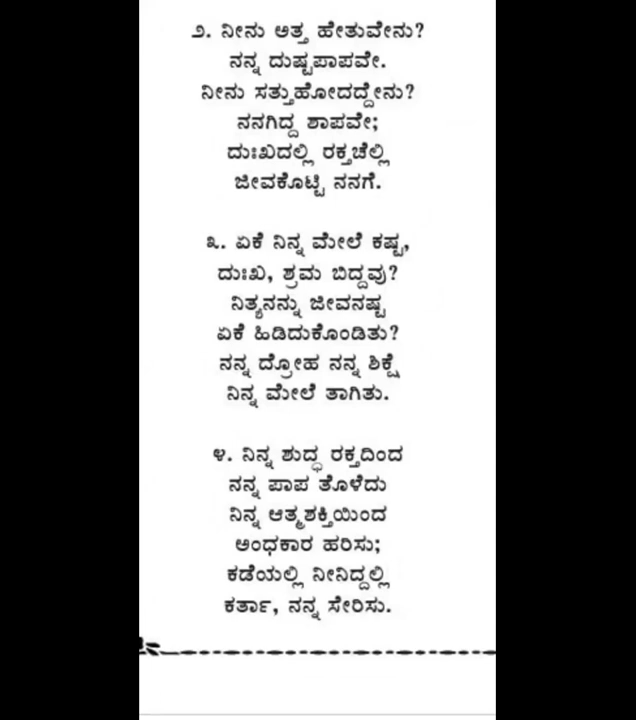 ೨. ನೀನು ಅತ್ತ ಹೇತುವೇನು?
ನನ್ನ ದುಷ್ಟಪಾಪವೇ.
ನೀನು ಸತ್ತುಹೋದದ್ದೇನು?
ನನಗಿದ್ದ ಶಾಪವೇ;
ದುಃಖದಲ್ಲಿ ರಕ್ತಚೆಲ್ಲಿ
ಜೀವಕೊಟ್ಟಿ ನನಗೆ.
೩. ಏಕೆ ನಿನ್ನ ಮೇಲೆ ಕಷ್ಟ,
ದುಃಖ, ಶ್ರಮ ಬಿದ್ದವು?
ನಿತ್ಯನನ್ನು ಜೀವನಷ್ಟ
ಏಕೆ ಹಿಡಿದುಕೊಂಡಿತು?
ನನ್ನ ದ್ರೋಹ ನನ್ನ ಶಿಕ್ಷೆ
ನಿನ್ನ ಮೇಲೆ ತಾಗಿತು.
೪. ನಿನ್ನ ಶುದ್ಧ ರಕ್ತದಿಂದ
ನನ್ನ ಪಾಪ ತೊಳೆದು
ನಿನ್ನ ಆತ್ಮಶಕ್ತಿಯಿಂದ
ಅಂಧಕಾರ ಹರಿಸು;
ಕಡೆಯಲ್ಲಿ ನೀನಿದ್ದಲ್ಲಿ
ಕರ್ತಾ, ನನ್ನ ಸೇರಿಸು.